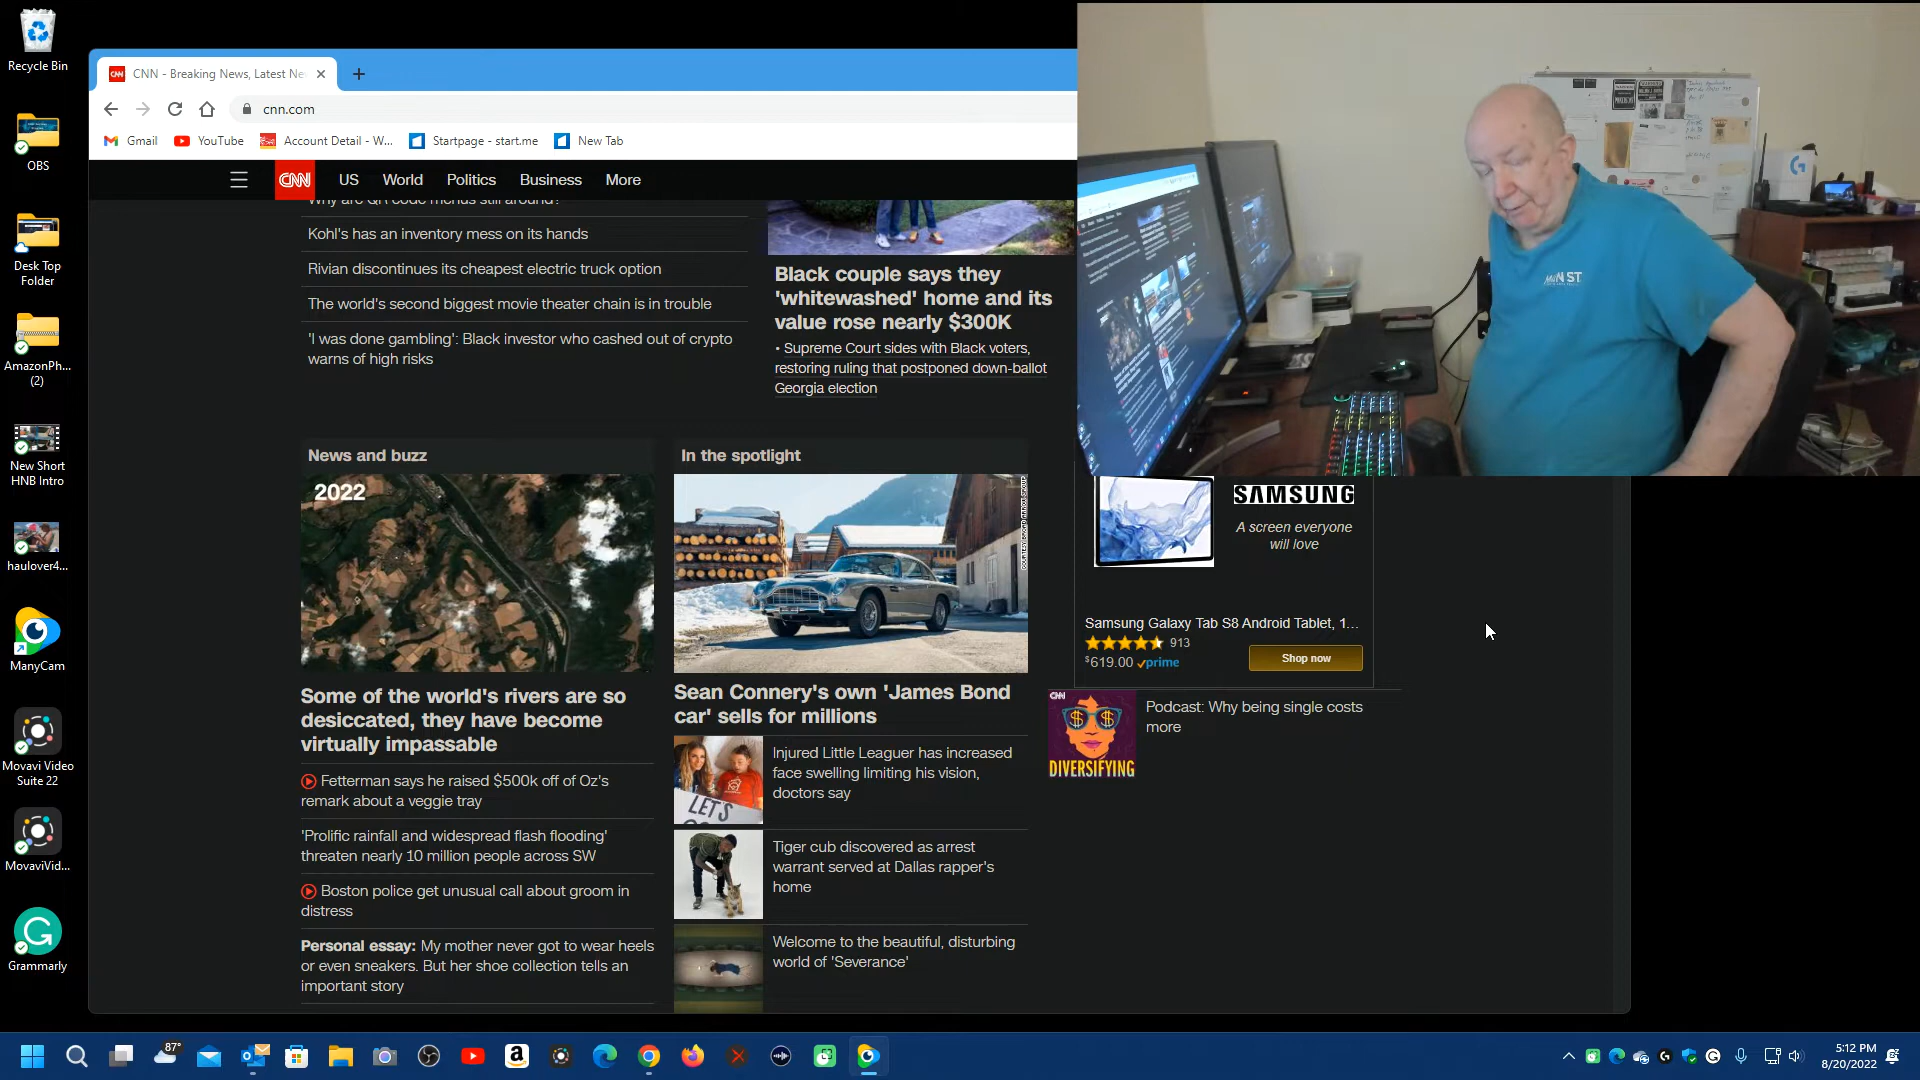 Recycle Bin
OBS
Desk Top
Folder
AmazonPh...
(2)
New Short
HNB Intro
haulover4...
ManyCam
Movavi Video
Suite 22
MovaviVid...
Grammarly
CNN - Breaking News, Latest Ne
cnn.com
Gmail
YouTube
Account Detail - W...
Startpage - start.me
New Tab
CNN
US
World
Politics
Business
More
Why are QR code menus still around?
Kohl's has an inventory mess on its hands
Rivian discontinues its cheapest electric truck option
The world's second biggest movie theater chain is in trouble
'I was done gambling': Black investor who cashed out of crypto
warns of high risks
Black couple says they
'whitewashed' home and its
value rose nearly $300K
• Supreme Court sides with Black voters,
restoring ruling that postponed down-ballot
Georgia election
News and buzz
2022
Some of the world's rivers are so
desiccated, they have become
virtually impassable
Fetterman says he raised $500k off of Oz's
remark about a veggie tray
'Prolific rainfall and widespread flash flooding'
threaten nearly 10 million people across SW
Boston police get unusual call about groom in
distress
Personal essay: My mother never got to wear heels
or even sneakers. But her shoe collection tells an
important story
In the spotlight
Sean Connery's own 'James Bond
car' sells for millions
LET'S
Injured Little Leaguer has increased
face swelling limiting his vision,
doctors say
Tiger cub discovered as arrest
warrant served at Dallas rapper's
home
Welcome to the beautiful, disturbing
world of 'Severance'
SAMSUNG
A screen everyone
will love
Samsung Galaxy Tab S8 Android Tablet, 1...
913
$619.00 prime
Shop now
CNN
DIVERSIFYING
Podcast: Why being single costs
more
87°
5:12 PM
8/20/2022